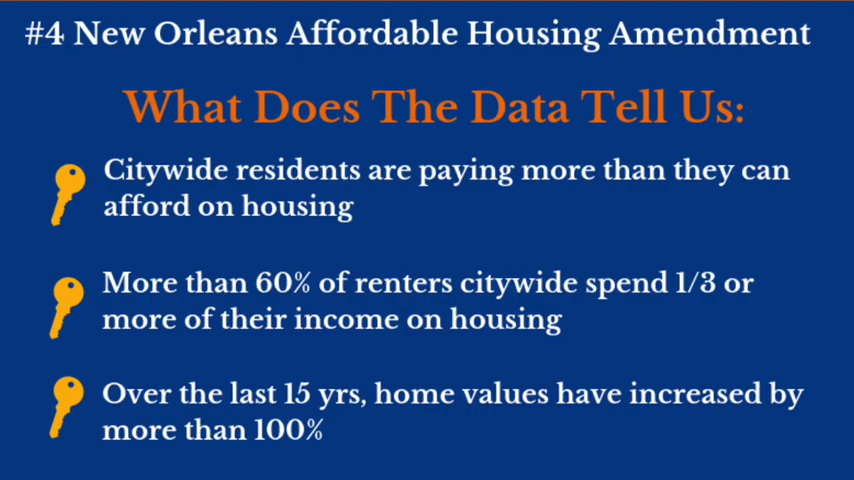 #4 New Orleans Affordable Housing Amendment
What Does The Data Tell Us:
Citywide residents are paying more than they can
afford on housing
More than 60% of renters citywide spend 1/3 or
more of their income on housing
Over the last 15 yrs, home values have increased by
more than 100%